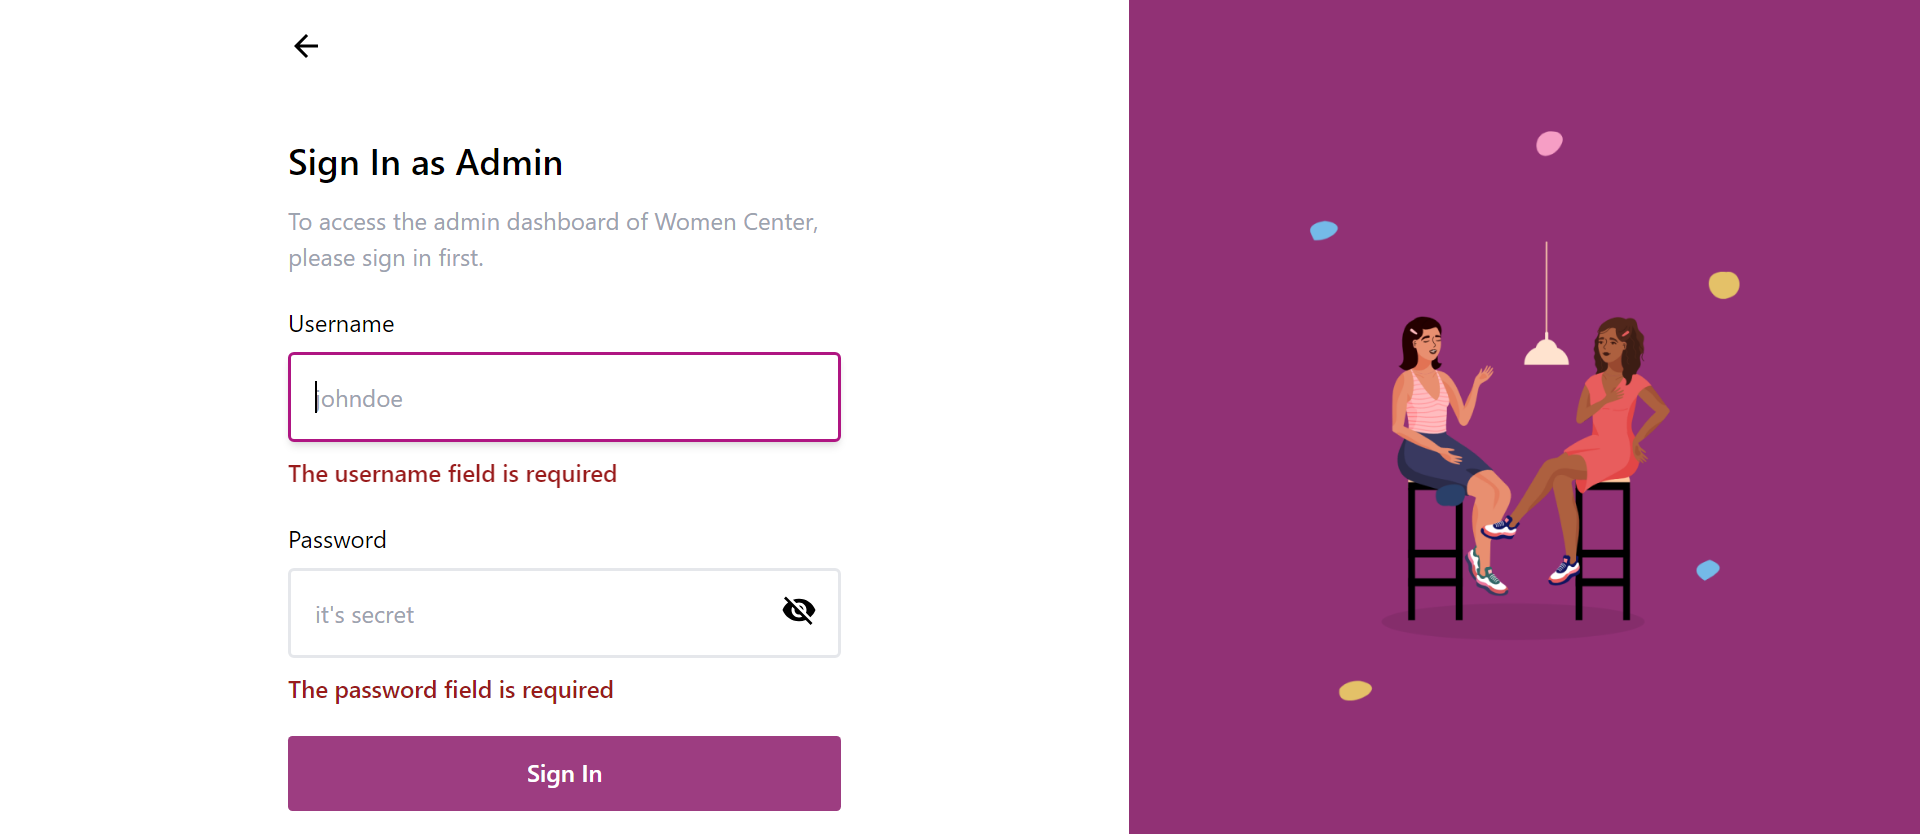 Sign In as Admin
To access the admin dashboard of Women Center,
please sign in first.
Username
johndoe
The username field is required
Password
it's secret
The password field is required
Sign In